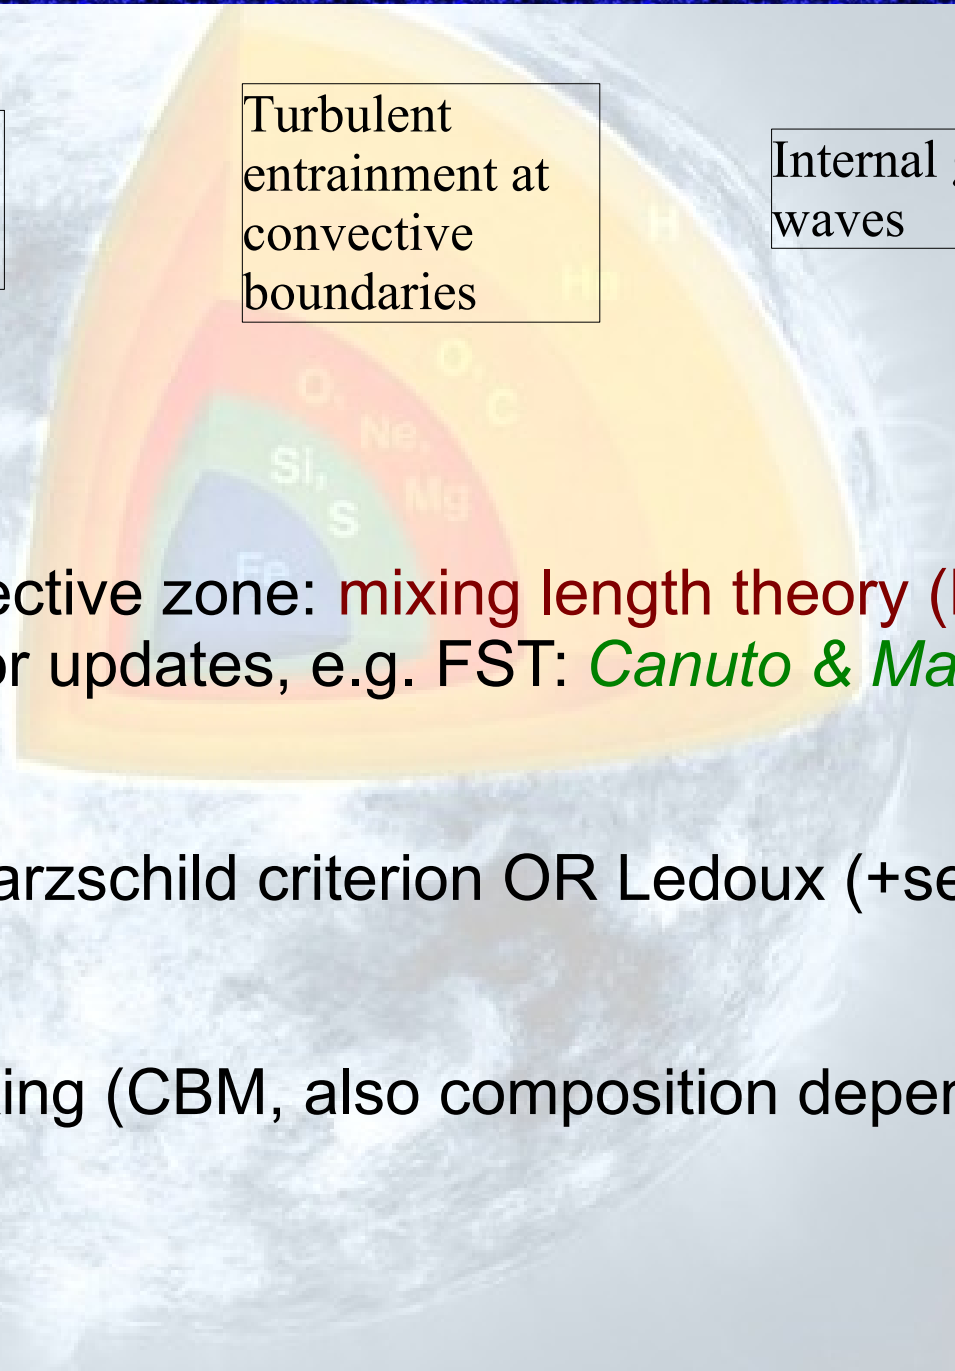 Turbulent
entrainment at
convective
boundaries
Internal
waves
H
He
O,
C
O,
Ne,
Mg
Si,
S
Fe
ective zone: mixing length theory (
or updates, e.g. FST: Canuto & Ma
arzschild criterion OR Ledoux (+se
ing (CBM, also composition depen